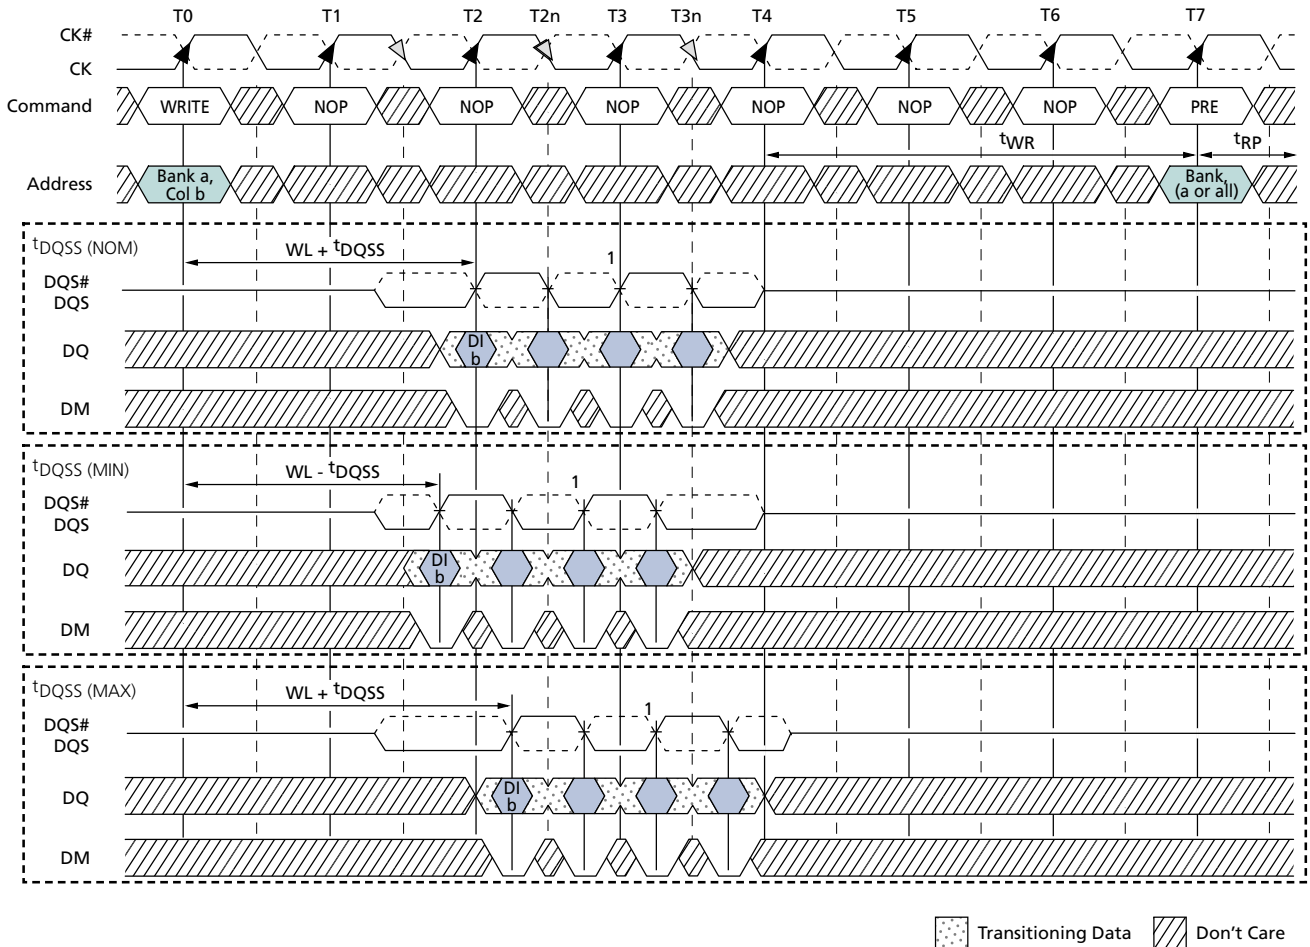 T0 T1 T2 T2n T3 T3n T4 T5 T6 T7
CK#
CK
Command WRITE NOP NOP NOP NOP NOP NOP PRE
tWR tRP
Address Bank a, Col b Bank, (a or all)
tDQSS (NOM)
WL + tDQSS
1
DQS#
DQS
DQ DI b
DM
tDQSS (MIN)
WL - tDQSS
1
DQS#
DQS
DQ DI b
DM
tDQSS (MAX)
WL + tDQSS
1
DQS#
DQS
DQ DI b
DM
Transitioning Data Don't Care